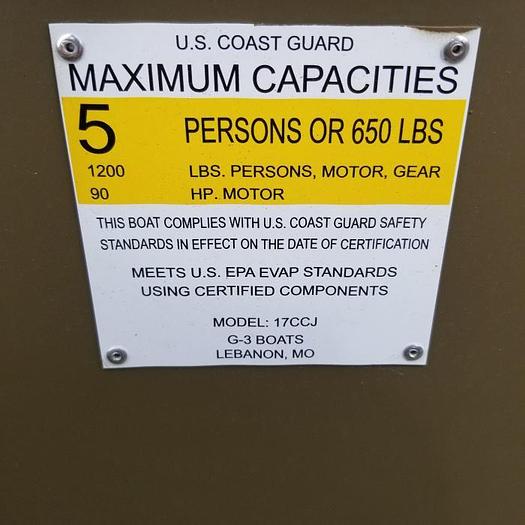 U.S. COAST GUARD
MAXIMUM CAPACITIES
5 PERSONS OR 650 LBS
1200 LBS. PERSONS, MOTOR, GEAR
90 HP. MOTOR
THIS BOAT COMPLIES WITH U.S. COAST GUARD SAFETY
STANDARDS IN EFFECT ON THE DATE OF CERTIFICATION
MEETS U.S. EPA EVAP STANDARDS
USING CERTIFIED COMPONENTS
MODEL: 17CCJ
G-3 BOATS
LEBANON, MO